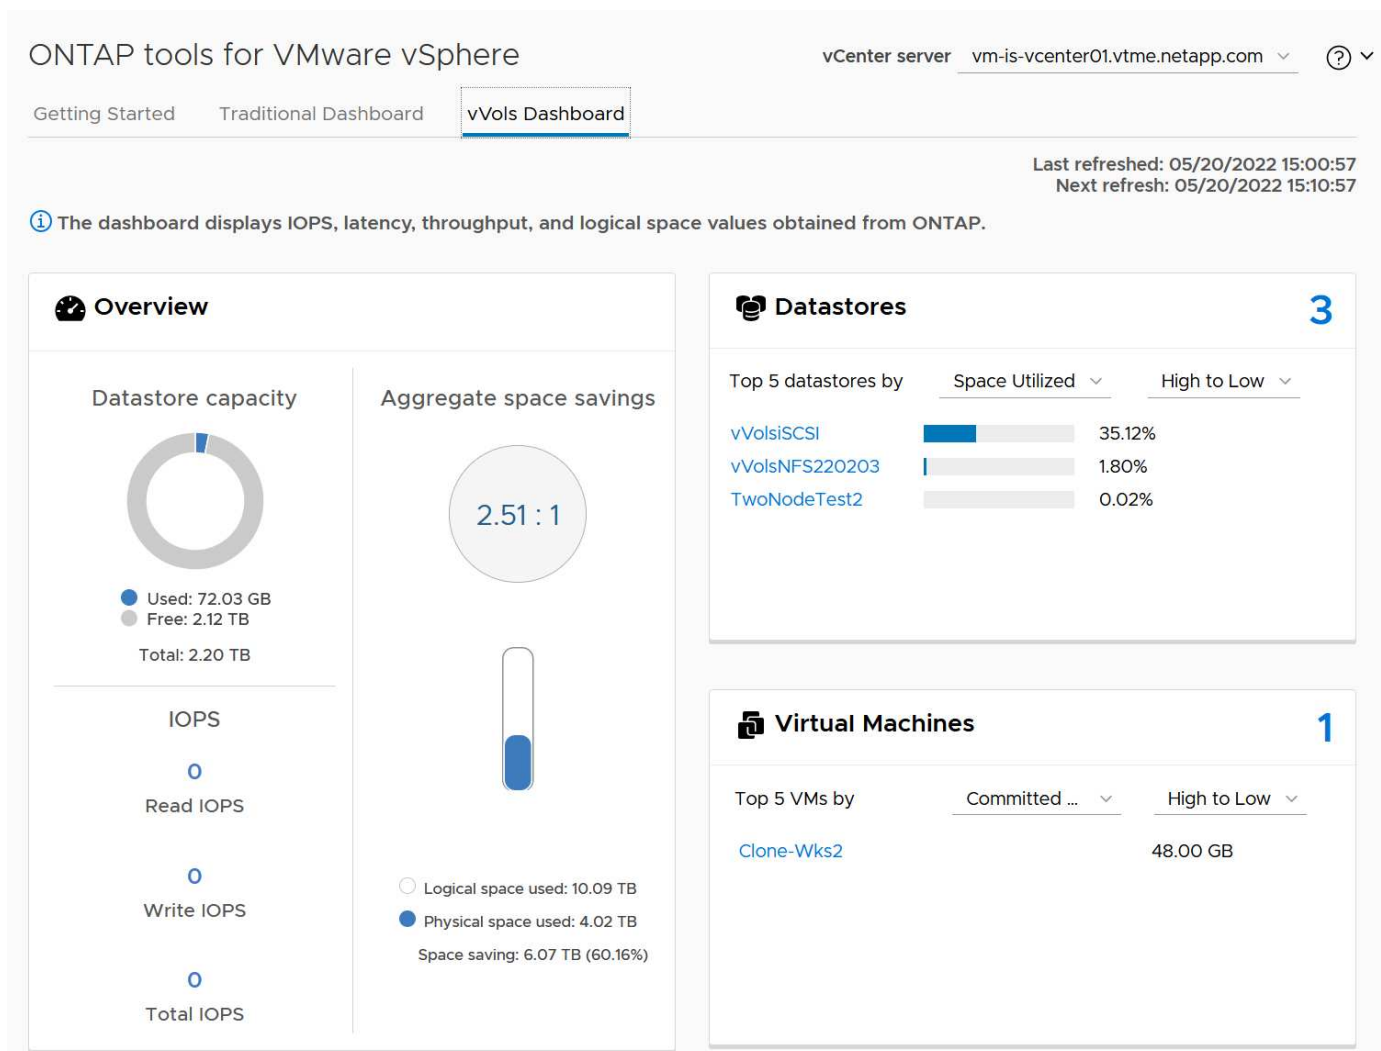 ONTAP tools for VMware vSphere
vCenter server vm-is-vcenter01.vtme.netapp.com
Getting Started Traditional Dashboard vVols Dashboard
Last refreshed: 05/20/2022 15:00:57
Next refresh: 05/20/2022 15:10:57
The dashboard displays IOPS, latency, throughput, and logical space values obtained from ONTAP.
Overview
Datastore capacity
Used: 72.03 GB
Free: 2.12 TB
Total: 2.20 TB
IOPS
0
Read IOPS
0
Write IOPS
0
Total IOPS
Aggregate space savings
2.51 : 1
Logical space used: 10.09 TB
Physical space used: 4.02 TB
Space saving: 6.07 TB (60.16%)
Datastores 3
Top 5 datastores by Space Utilized High to Low
vVolsiSCSI 35.12%
vVolsNFS220203 1.80%
TwoNodeTest2 0.02%
Virtual Machines 1
Top 5 VMs by Committed ... High to Low
Clone-Wks2 48.00 GB